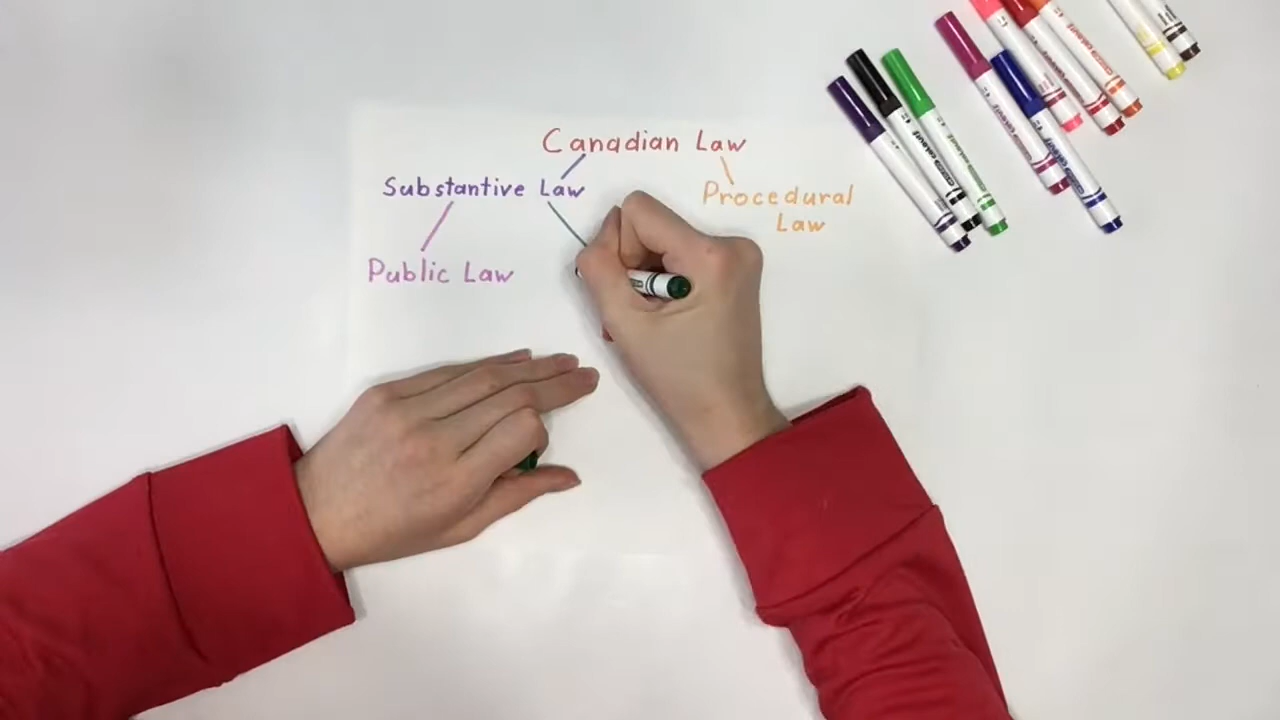 Canadian Law
Substantive Law
Procedural
Law
Public Law